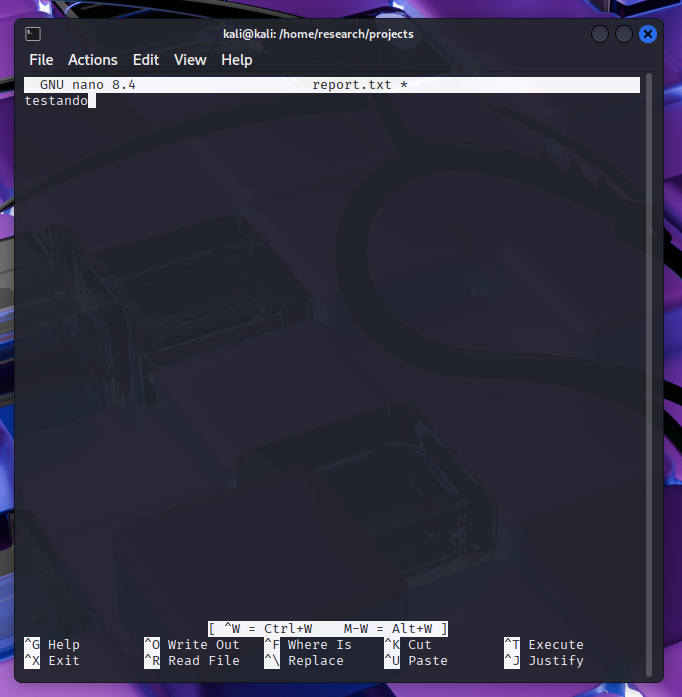 kali@kali: /home/research/projects
File Actions Edit View Help
GNU nano 8.4 report.txt *
testando
[ ^W = Ctrl+W M-W = Alt+W ]
^G Help ^O Write Out ^F Where Is ^K Cut ^T Execute
^X Exit ^R Read File ^\ Replace ^U Paste ^J Justify